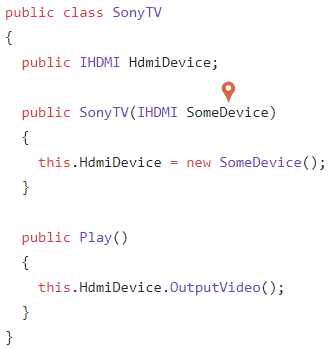 public class SonyTV
{
  public IHDMI HdmiDevice;
  public SonyTV(IHDMI SomeDevice)
  {
    this.HdmiDevice = new SomeDevice();
  }
  public Play()
  {
    this.HdmiDevice.OutputVideo();
  }
}